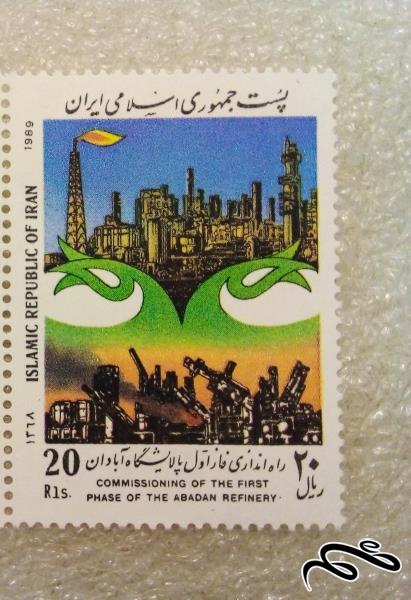 پست جمهوری اسلامی ایران
1989
ISLAMIC REPUBLIC OF IRAN
۱۳۶۸
20 Rls.
راه اندازی فاز اول پالایشگاه آبادان
۲۰ ریال
COMMISSIONING OF THE FIRST
PHASE OF THE ABADAN REFINERY